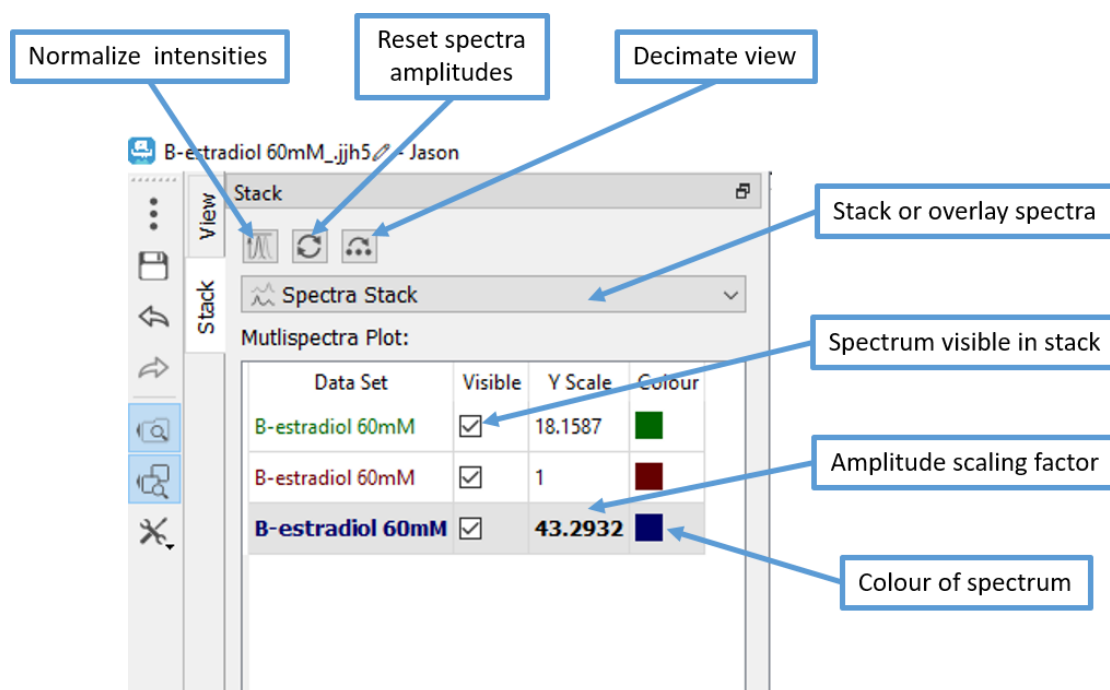 Normalize intensities
Reset spectra
amplitudes
Decimate view
B-estradiol 60mM_.jjh5 - Jason
View
Stack
Stack
Spectra Stack
Mutlispectra Plot:
Data Set Visible Y Scale Colour
B-estradiol 60mM 18.1587
B-estradiol 60mM 1
B-estradiol 60mM 43.2932
Stack or overlay spectra
Spectrum visible in stack
Amplitude scaling factor
Colour of spectrum